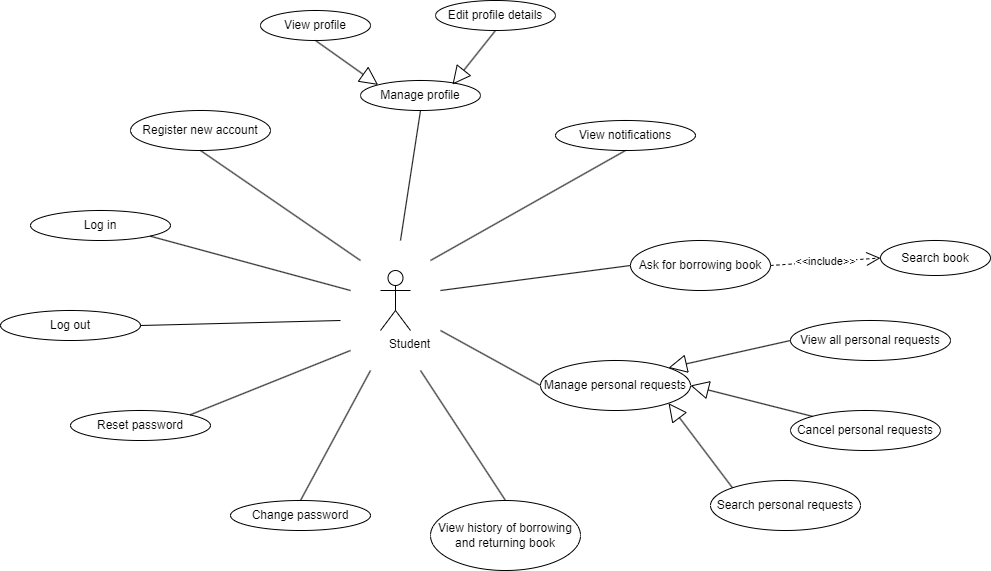 View profile
Edit profile details
Manage profile
Register new account
View notifications
Log in
Ask for borrowing book
<<include>>
Search book
Log out
Student
View all personal requests
Manage personal requests
Reset password
Cancel personal requests
Search personal requests
Change password
View history of borrowing
and returning book